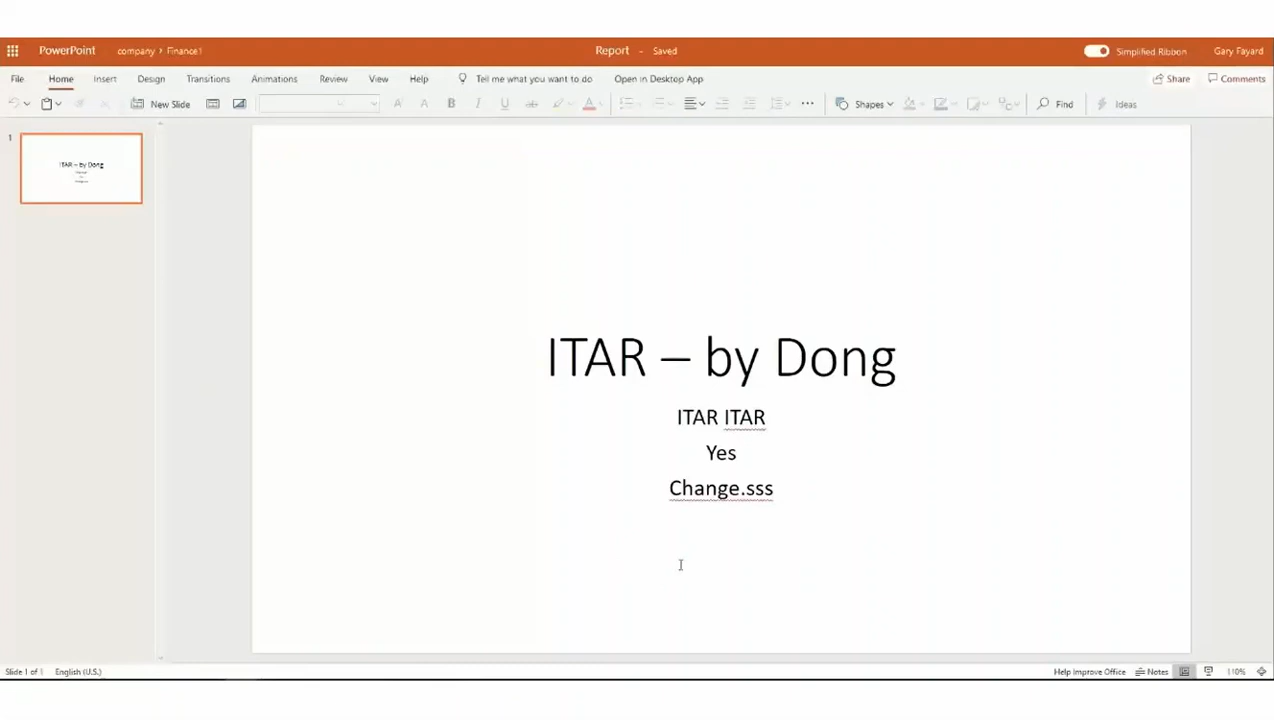 PowerPoint company › Finance1 Report - Saved Simplified Ribbon Gary Fayard
File Home Insert Design Transitions Animations Review View Help Tell me what you want to do Open in Desktop App Share Comments
New Slide A A B I U ab A Shapes Find Ideas
1
ITAR – by Dong
ITAR – by Dong
ITAR ITAR
Yes
Change.sss
Slide 1 of 1 English (U.S.) Help Improve Office Notes 110%